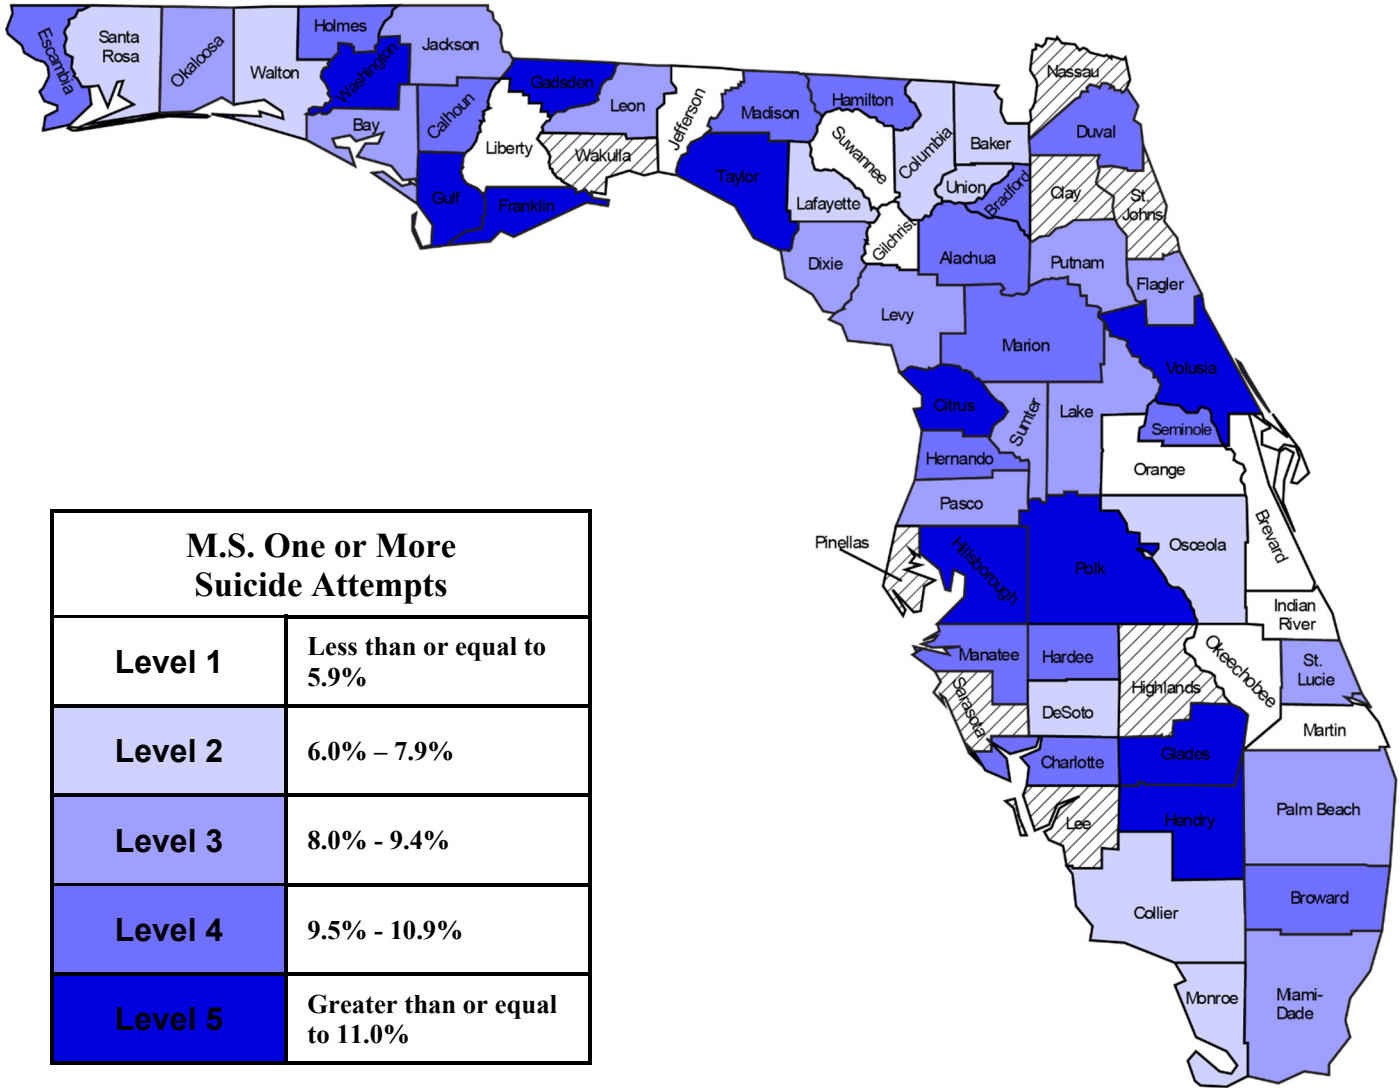 Escambia
Santa
Rosa
Okaloosa
Walton
Holmes
Washington
Jackson
Bay
Calhoun
Gulf
Liberty
Gadsden
Franklin
Leon
Wakulla
Jefferson
Madison
Taylor
Hamilton
Suwannee
Lafayette
Dixie
Columbia
Gilchrist
Baker
Union
Bradford
Nassau
Duval
Clay
St.
Johns
Alachua
Putnam
Flagler
Levy
Marion
Volusia
Citrus
Sumter
Lake
Seminole
Hernando
Orange
Pasco
Brevard
Pinellas
Hillsborough
Polk
Osceola
Indian
River
Manatee
Hardee
Highlands
Okeechobee
St.
Lucie
Sarasota
DeSoto
Martin
Charlotte
Glades
Lee
Hendry
Palm Beach
Collier
Broward
Monroe
Miami-
Dade
M.S. One or More
Suicide Attempts
Level 1
Less than or equal to
5.9%
Level 2
6.0% – 7.9%
Level 3
8.0% - 9.4%
Level 4
9.5% - 10.9%
Level 5
Greater than or equal
to 11.0%